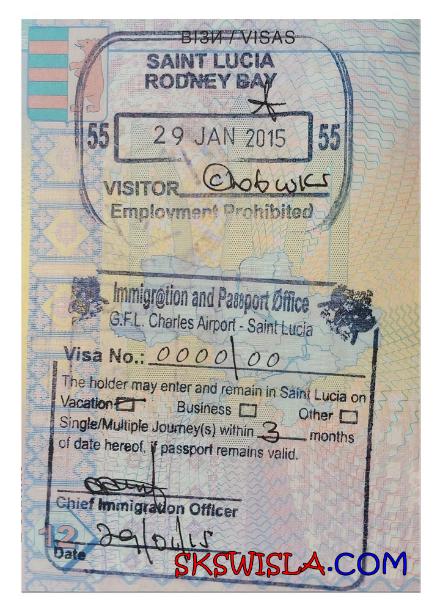 ВІЗИ / VISAS
SAINT LUCIA
RODNEY BAY
55 29 JAN 2015 55
VISITOR 6 wks
Employment Prohibited
Immigration and Passport Office
G.F.L. Charles Airport - Saint Lucia
Visa No.: 0000/00
The holder may enter and remain in Saint Lucia on
Vacation Business Other
Single/Multiple Journey(s) within 3 months
of date hereof, if passport remains valid.
Chief Immigration Officer
12
Date 29/01/15
SKSWISLA.COM